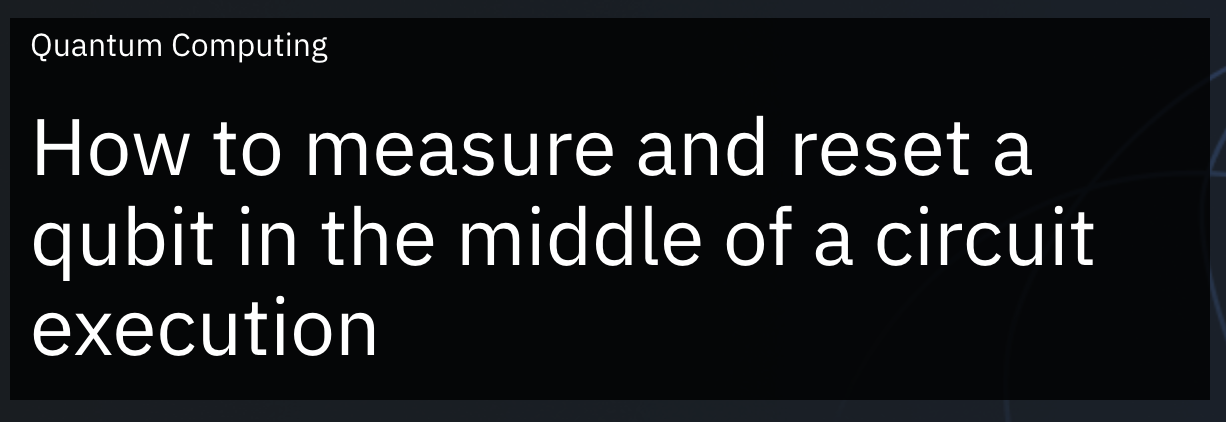 Quantum Computing
How to measure and reset a
qubit in the middle of a circuit
execution